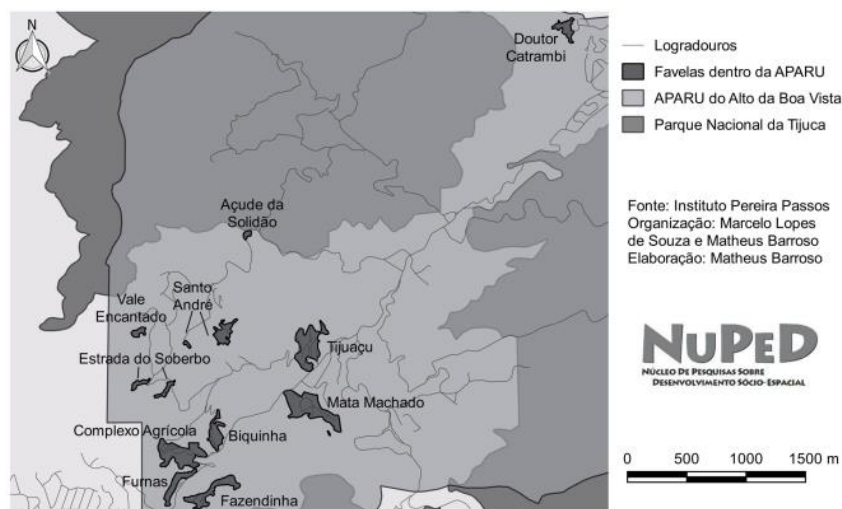 N
Doutor
Catrambi
Açude da
Solidão
Santo
André
Vale
Encantado
Tijuaçu
Estrada do Soberbo
Mata Machado
Complexo Agrícola
Biquinha
Furnas
Fazendinha
Logradouros
Favelas dentro da APARU
APARU do Alto da Boa Vista
Parque Nacional da Tijuca
Fonte: Instituto Pereira Passos
Organização: Marcelo Lopes
de Souza e Matheus Barroso
Elaboração: Matheus Barroso
NUPED
NÚCLEO DE PESQUISAS SOBRE
DESENVOLVIMENTO SÓCIO-ESPACIAL
0 500 1000 1500 m